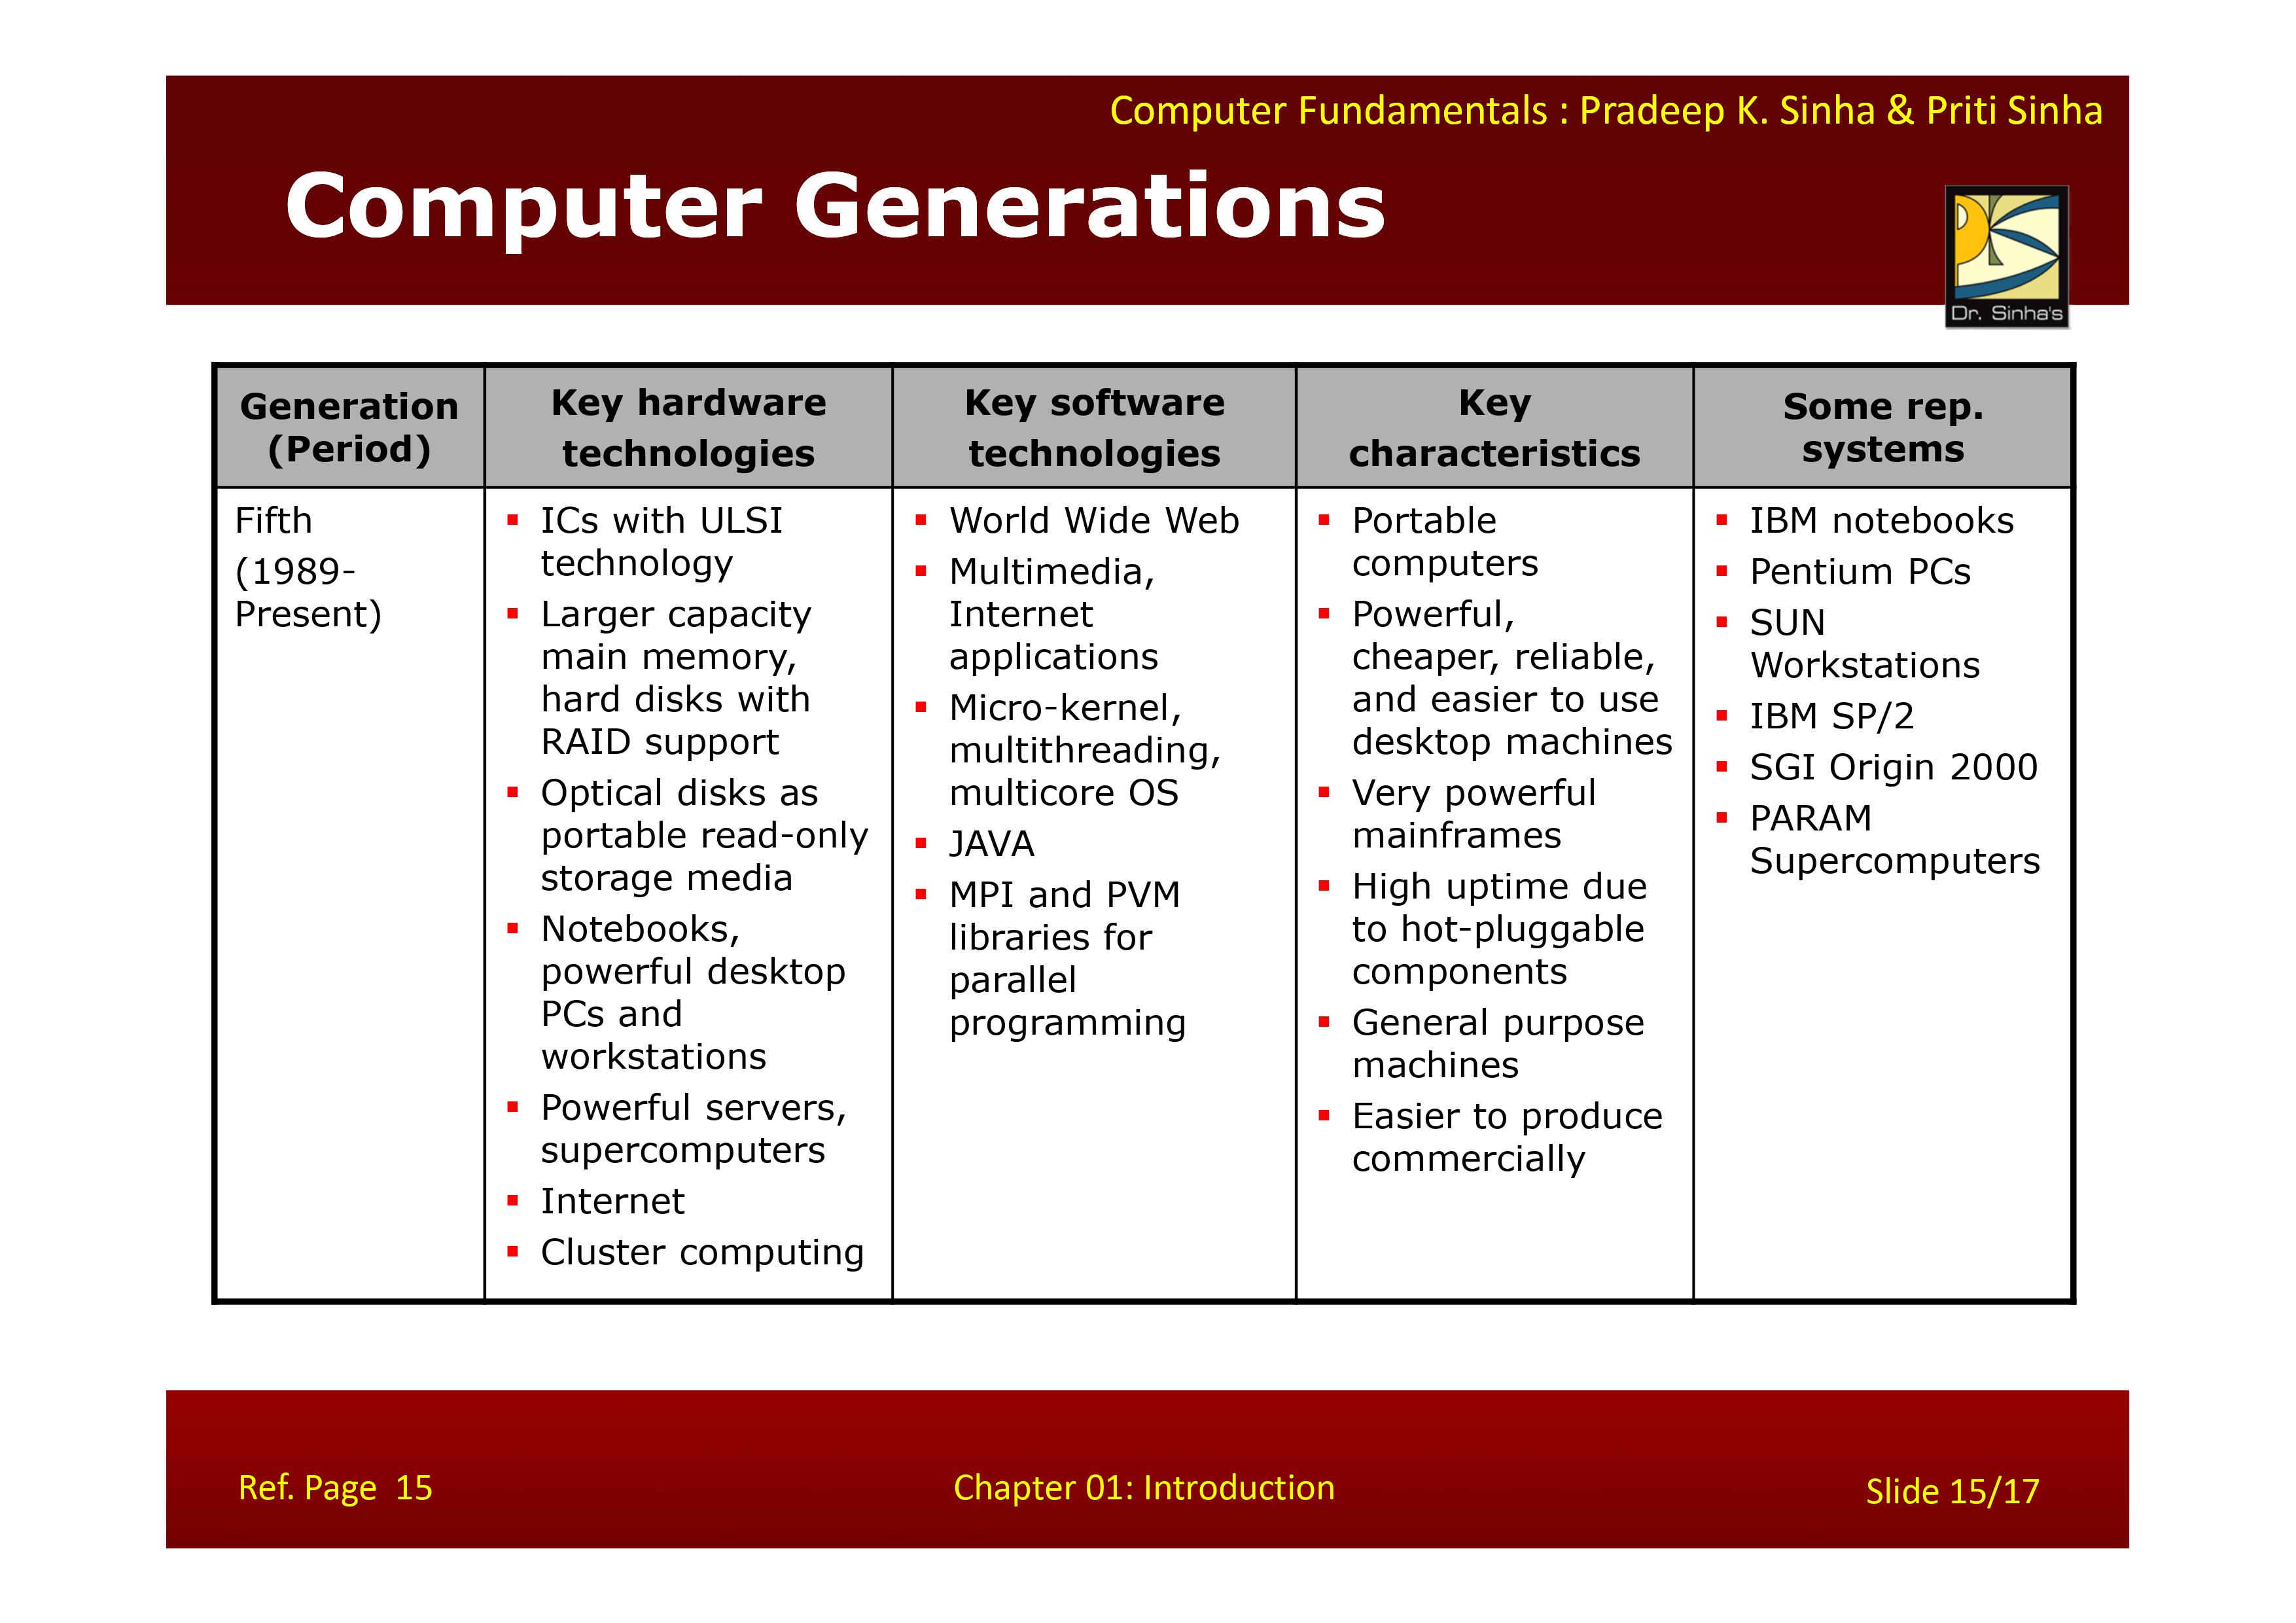 Computer Fundamentals : Pradeep K. Sinha & Priti Sinha
Computer Generations
Dr. Sinha's
Generation
(Period)
Key hardware
technologies
Key software
technologies
Key
characteristics
Some rep.
systems
Fifth
(1989-
Present)
▪ ICs with ULSI
technology
▪ Larger capacity
main memory,
hard disks with
RAID support
▪ Optical disks as
portable read-only
storage media
▪ Notebooks,
powerful desktop
PCs and
workstations
▪ Powerful servers,
supercomputers
▪ Internet
▪ Cluster computing
▪ World Wide Web
▪ Multimedia,
Internet
applications
▪ Micro-kernel,
multithreading,
multicore OS
▪ JAVA
▪ MPI and PVM
libraries for
parallel
programming
▪ Portable
computers
▪ Powerful,
cheaper, reliable,
and easier to use
desktop machines
▪ Very powerful
mainframes
▪ High uptime due
to hot-pluggable
components
▪ General purpose
machines
▪ Easier to produce
commercially
▪ IBM notebooks
▪ Pentium PCs
▪ SUN
Workstations
▪ IBM SP/2
▪ SGI Origin 2000
▪ PARAM
Supercomputers
Ref. Page 15
Chapter 01: Introduction
Slide 15/17